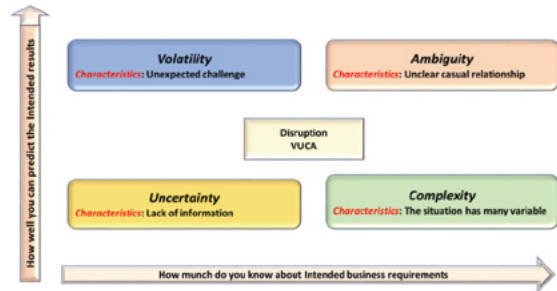 How well you can predict the Intended results
Volatility
Characteristics: Unexpected challenge
Ambiguity
Characteristics: Unclear casual relationship
Disruption
VUCA
Uncertainty
Characteristics: Lack of information
Complexity
Characteristics: The situation has many variable
How munch do you know about Intended business requirements